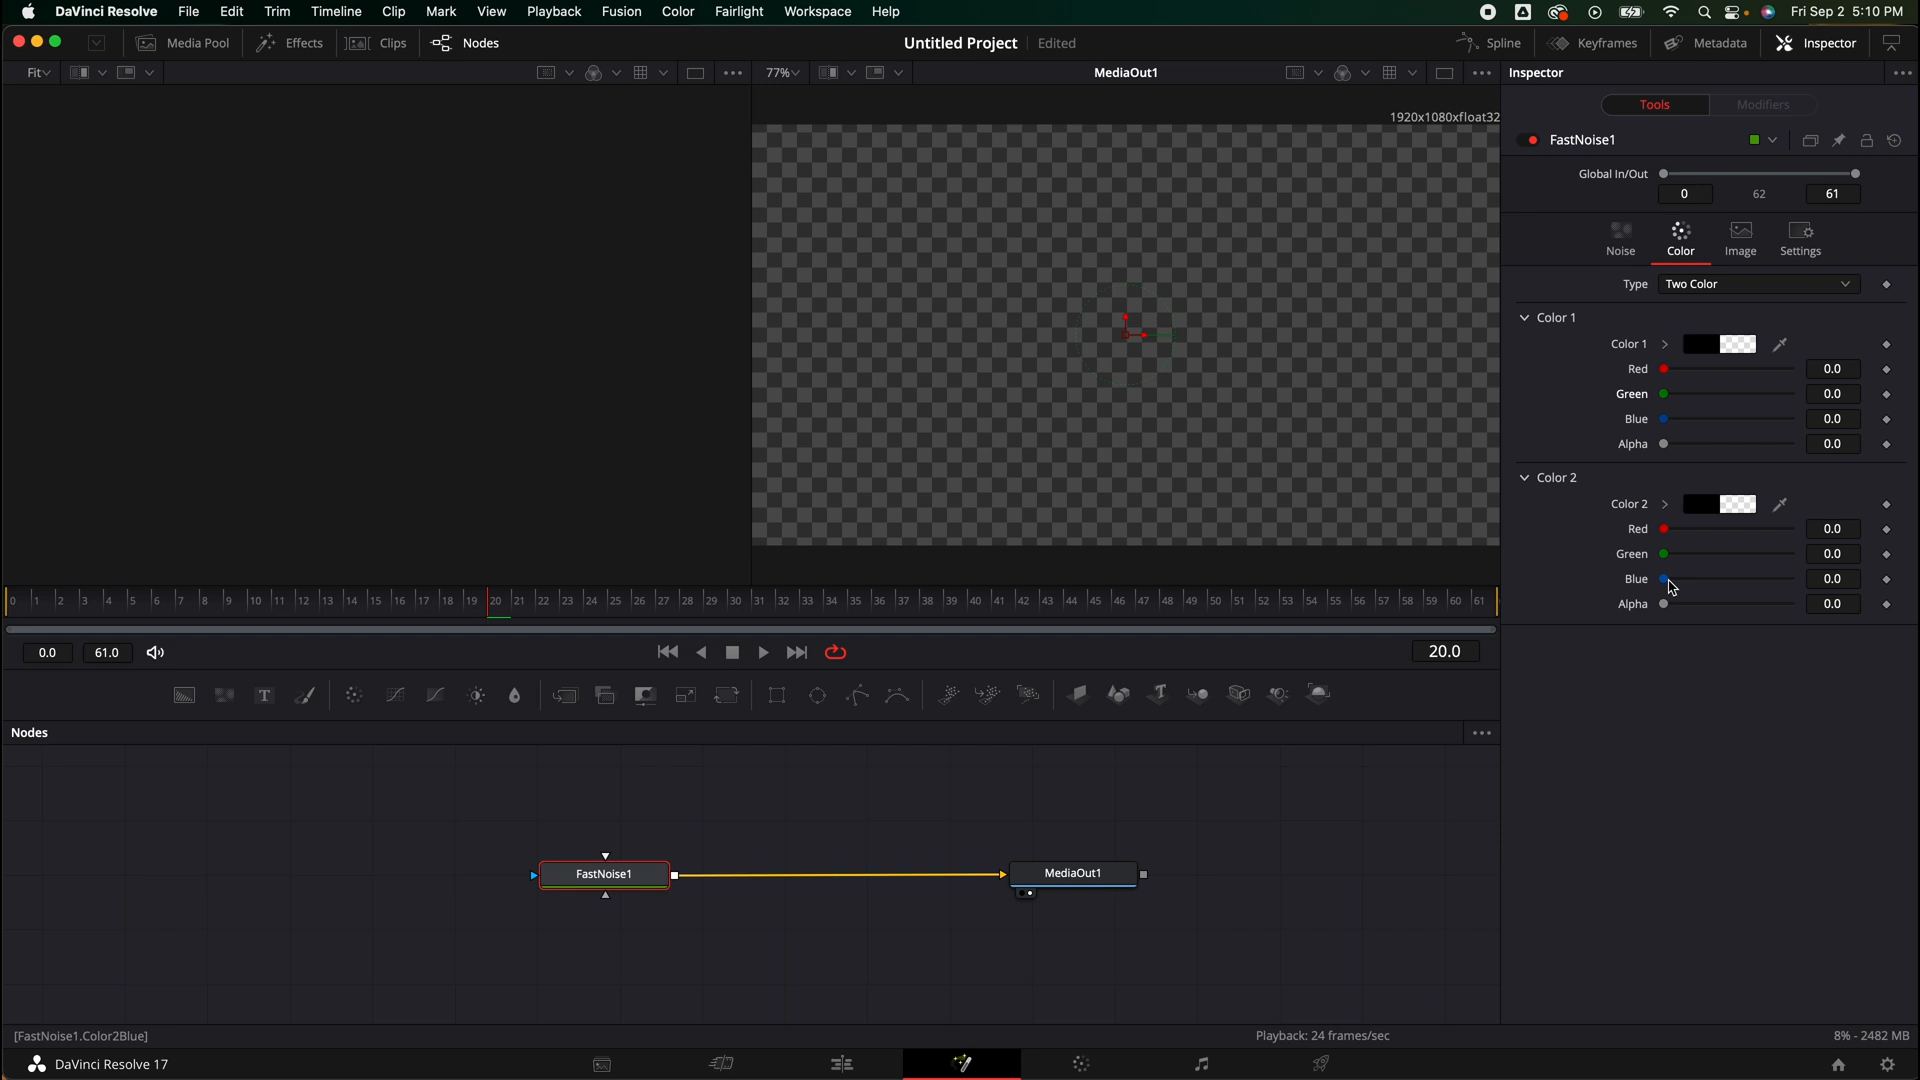 DaVinci Resolve File Edit Trim Timeline Clip Mark View Playback Fusion Color Fairlight Workspace Help Fri Sep 2 5:10 PM
Media Pool Effects Clips Nodes Untitled Project Edited Spline Keyframes Metadata Inspector
Fit 77% MediaOut1 Inspector
Tools Modifiers
1920x1080xfloat32
FastNoise1
Global In/Out
0 62 61
Noise Color Image Settings
Type Two Color
Color 1
Color 1
Red 0.0
Green 0.0
Blue 0.0
Alpha 0.0
Color 2
Color 2
Red 0.0
Green 0.0
Blue 0.0
Alpha 0.0
0 1 2 3 4 5 6 7 8 9 10 11 12 13 14 15 16 17 18 19 20 21 22 23 24 25 26 27 28 29 30 31 32 33 34 35 36 37 38 39 40 41 42 43 44 45 46 47 48 49 50 51 52 53 54 55 56 57 58 59 60 61
0.0 61.0 20.0
T T
Nodes
FastNoise1 MediaOut1
[FastNoise1.Color2Blue] Playback: 24 frames/sec 8% - 2482 MB
DaVinci Resolve 17